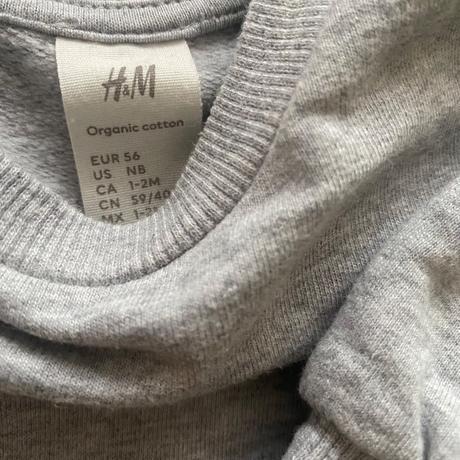 H&M
Organic cotton
EUR 56
US NB
CA 1-2M
CN 59/40
MX